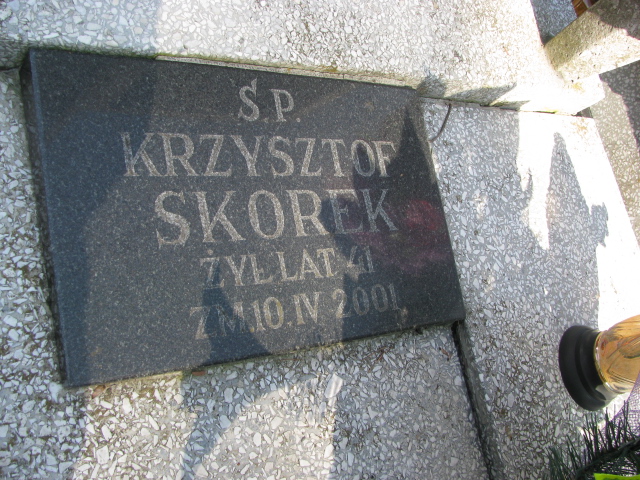 Ś.P.
KRZYSZTOF
SKOREK
ŻYŁ LAT 41
ZM.10.IV 2001